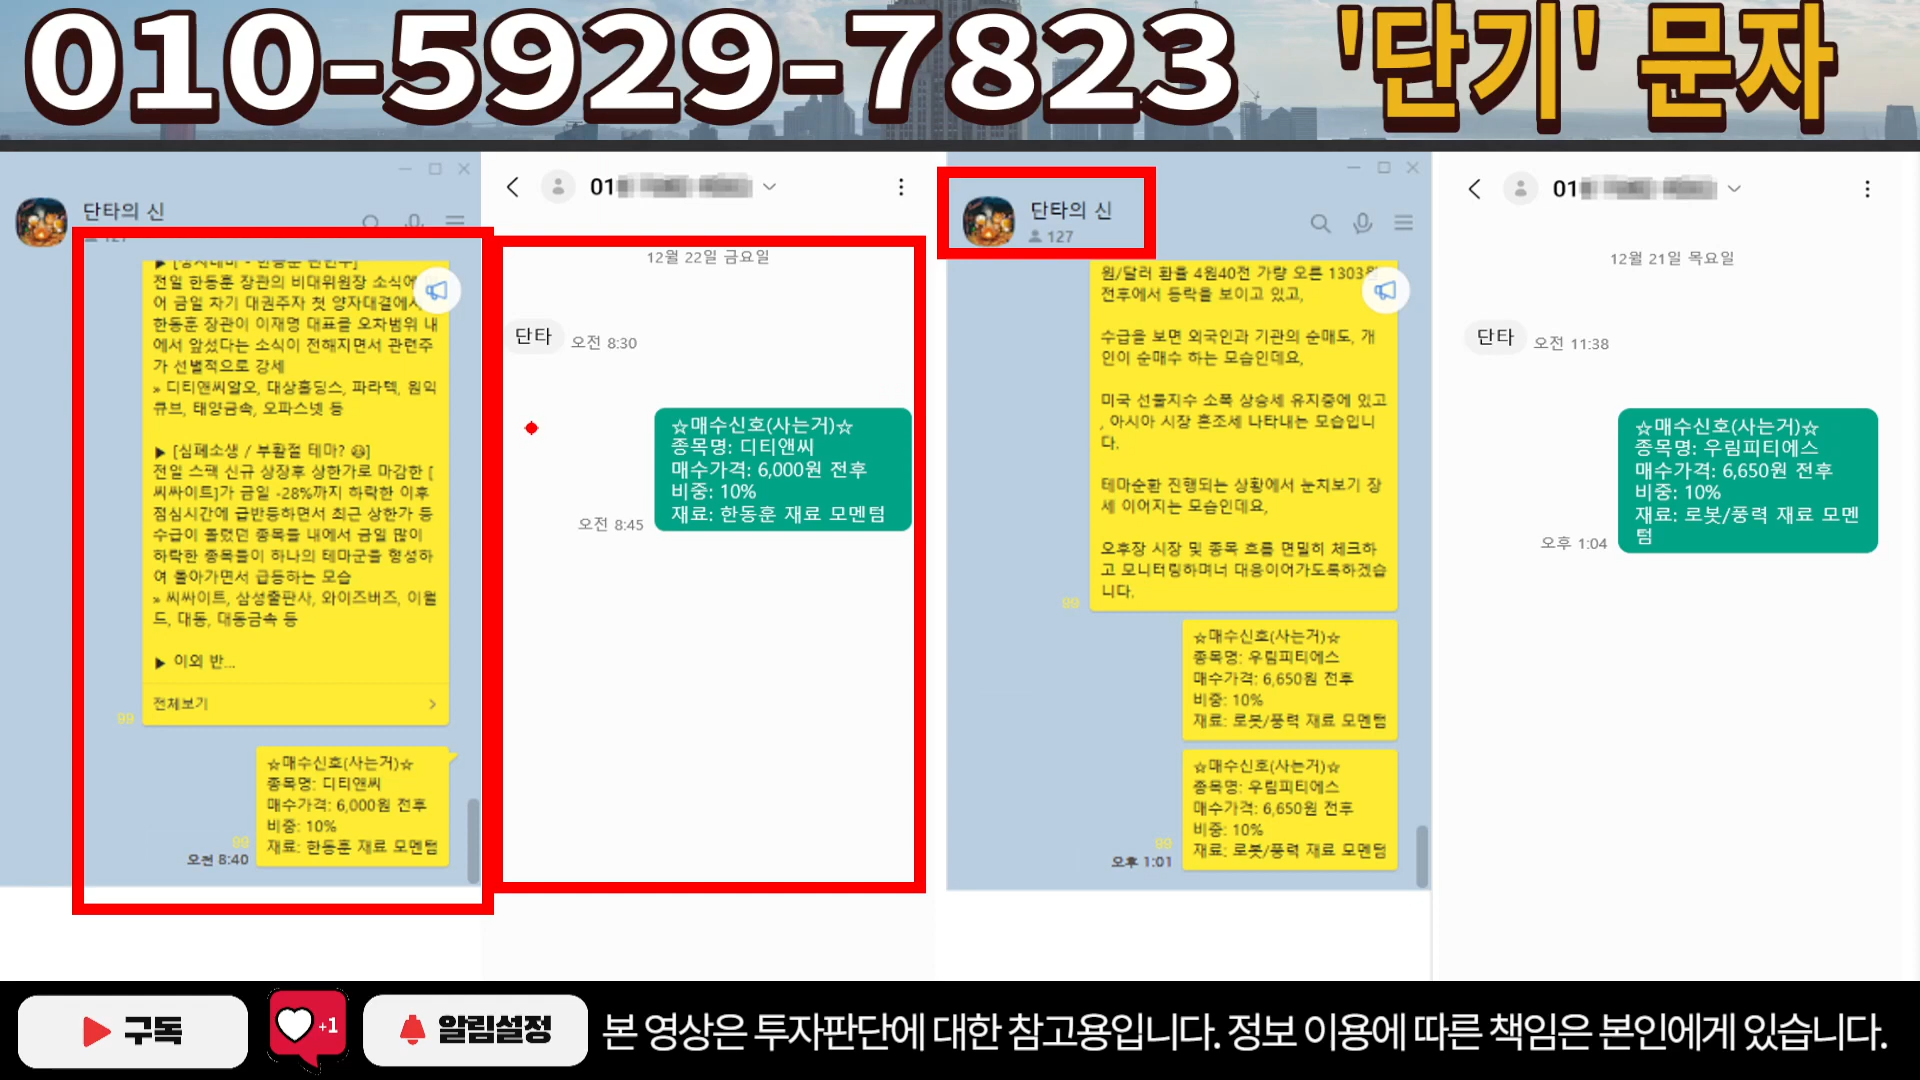 010-5929-7823 '단기' 문자
단타의 신
127
전일 한동훈 장관의 비대위원장 소식에
어 금일 차기 대권주자 첫 양자대결에서
한동훈 장관이 이재명 대표를 오차범위 내
에서 앞섰다는 소식이 전해지면서 관련주
가 선별적으로 강세
» 디티앤씨알오, 대상홀딩스, 파라텍, 원익
큐브, 태양금속, 오파스넷 등
▶ [심폐소생 / 부활절 테마? 😂]
전일 스팩 신규 상장후 상한가로 마감한 [
씨싸이트]가 금일 -28%까지 하락한 이후
점심시간에 급반등하면서 최근 상한가 등
수급이 몰렸던 종목들 내에서 금일 많이
하락한 종목들이 하나의 테마군을 형성하
여 돌아가면서 급등하는 모습
» 씨싸이트, 삼성출판사, 와이즈버즈, 이월
드, 대동, 대동금속 등
▶ 이외 반...
전체보기
99
☆매수신호(사는거)☆
종목명: 디티앤씨
매수가격: 6,000원 전후
비중: 10%
재료: 한동훈 재료 모멘텀
99
오전 8:40
01
12월 22일 금요일
단타 오전 8:30
☆매수신호(사는거)☆
종목명: 디티앤씨
매수가격: 6,000원 전후
비중: 10%
재료: 한동훈 재료 모멘텀
오전 8:45
단타의 신
127
원/달러 환율 4원40전 가량 오른 1303원
전후에서 등락을 보이고 있고,
수급을 보면 외국인과 기관의 순매도, 개
인이 순매수 하는 모습인데요,
미국 선물지수 소폭 상승세 유지중에 있고
, 아시아 시장 혼조세 나타내는 모습입니
다.
테마순환 진행되는 상황에서 눈치보기 장
세 이어지는 모습인데요,
오후장 시장 및 종목 흐름 면밀히 체크하
고 모니터링하며너 대응이어가도록하겠습
니다.
99
☆매수신호(사는거)☆
종목명: 우림피티에스
매수가격: 6,650원 전후
비중: 10%
재료: 로봇/풍력 재료 모멘텀
☆매수신호(사는거)☆
종목명: 우림피티에스
매수가격: 6,650원 전후
비중: 10%
재료: 로봇/풍력 재료 모멘텀
99
오후 1:01
01
12월 21일 목요일
단타 오전 11:38
☆매수신호(사는거)☆
종목명: 우림피티에스
매수가격: 6,650원 전후
비중: 10%
재료: 로봇/풍력 재료 모멘
텀
오후 1:04
구독 +1 알림설정 본 영상은 투자판단에 대한 참고용입니다. 정보 이용에 따른 책임은 본인에게 있습니다.